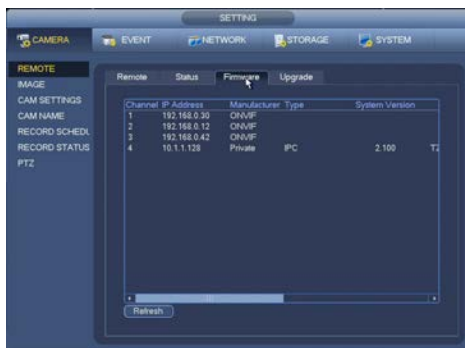 SETTING
CAMERA EVENT NETWORK STORAGE SYSTEM
REMOTE
IMAGE
CAM SETTINGS
CAM NAME
RECORD SCHEDL
RECORD STATUS
PTZ
Remote Status Firmware Upgrade
Channel IP Address Manufacturer Type System Version
1 192.168.0.30 ONVIF
2 192.168.0.12 ONVIF
3 192.168.0.42 ONVIF
4 10.1.1.128 Private IPC 2.100
Refresh